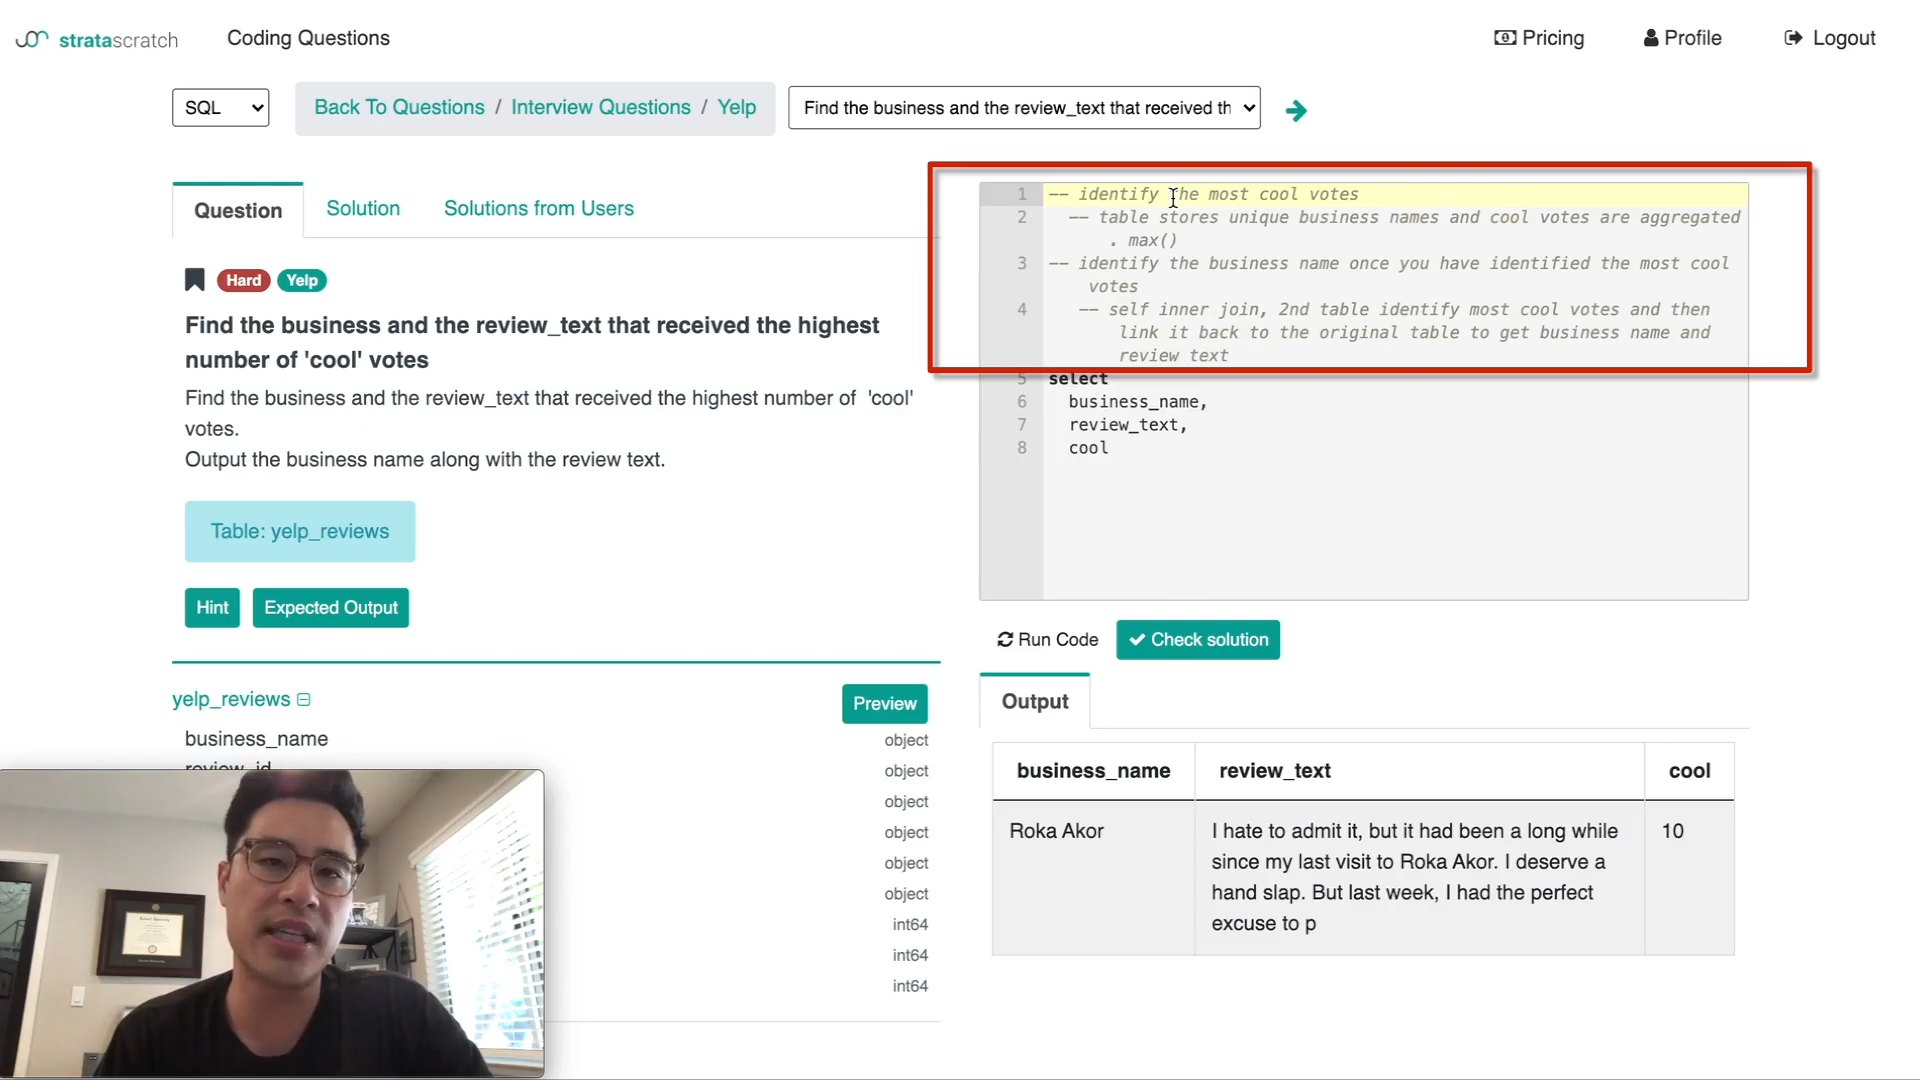 stratascratch
Coding Questions
Pricing
Profile
Logout
SQL
Back To Questions / Interview Questions / Yelp
Find the business and the review_text that received th
Question
Solution
Solutions from Users
Hard
Yelp
Find the business and the review_text that received the highest
number of 'cool' votes
Find the business and the review_text that received the highest number of 'cool'
votes.
Output the business name along with the review text.
Table: yelp_reviews
Hint
Expected Output
yelp_reviews
Preview
business_name
object
review_id
object
object
object
object
object
int64
int64
int64
1 -- identify the most cool votes
2 -- table stores unique business names and cool votes are aggregated
. max()
3 -- identify the business name once you have identified the most cool
votes
4 -- self inner join, 2nd table identify most cool votes and then
link it back to the original table to get business name and
review text
5 select
6 business_name,
7 review_text,
8 cool
Run Code
Check solution
Output
business_name review_text cool
Roka Akor I hate to admit it, but it had been a long while 10
since my last visit to Roka Akor. I deserve a
hand slap. But last week, I had the perfect
excuse to p